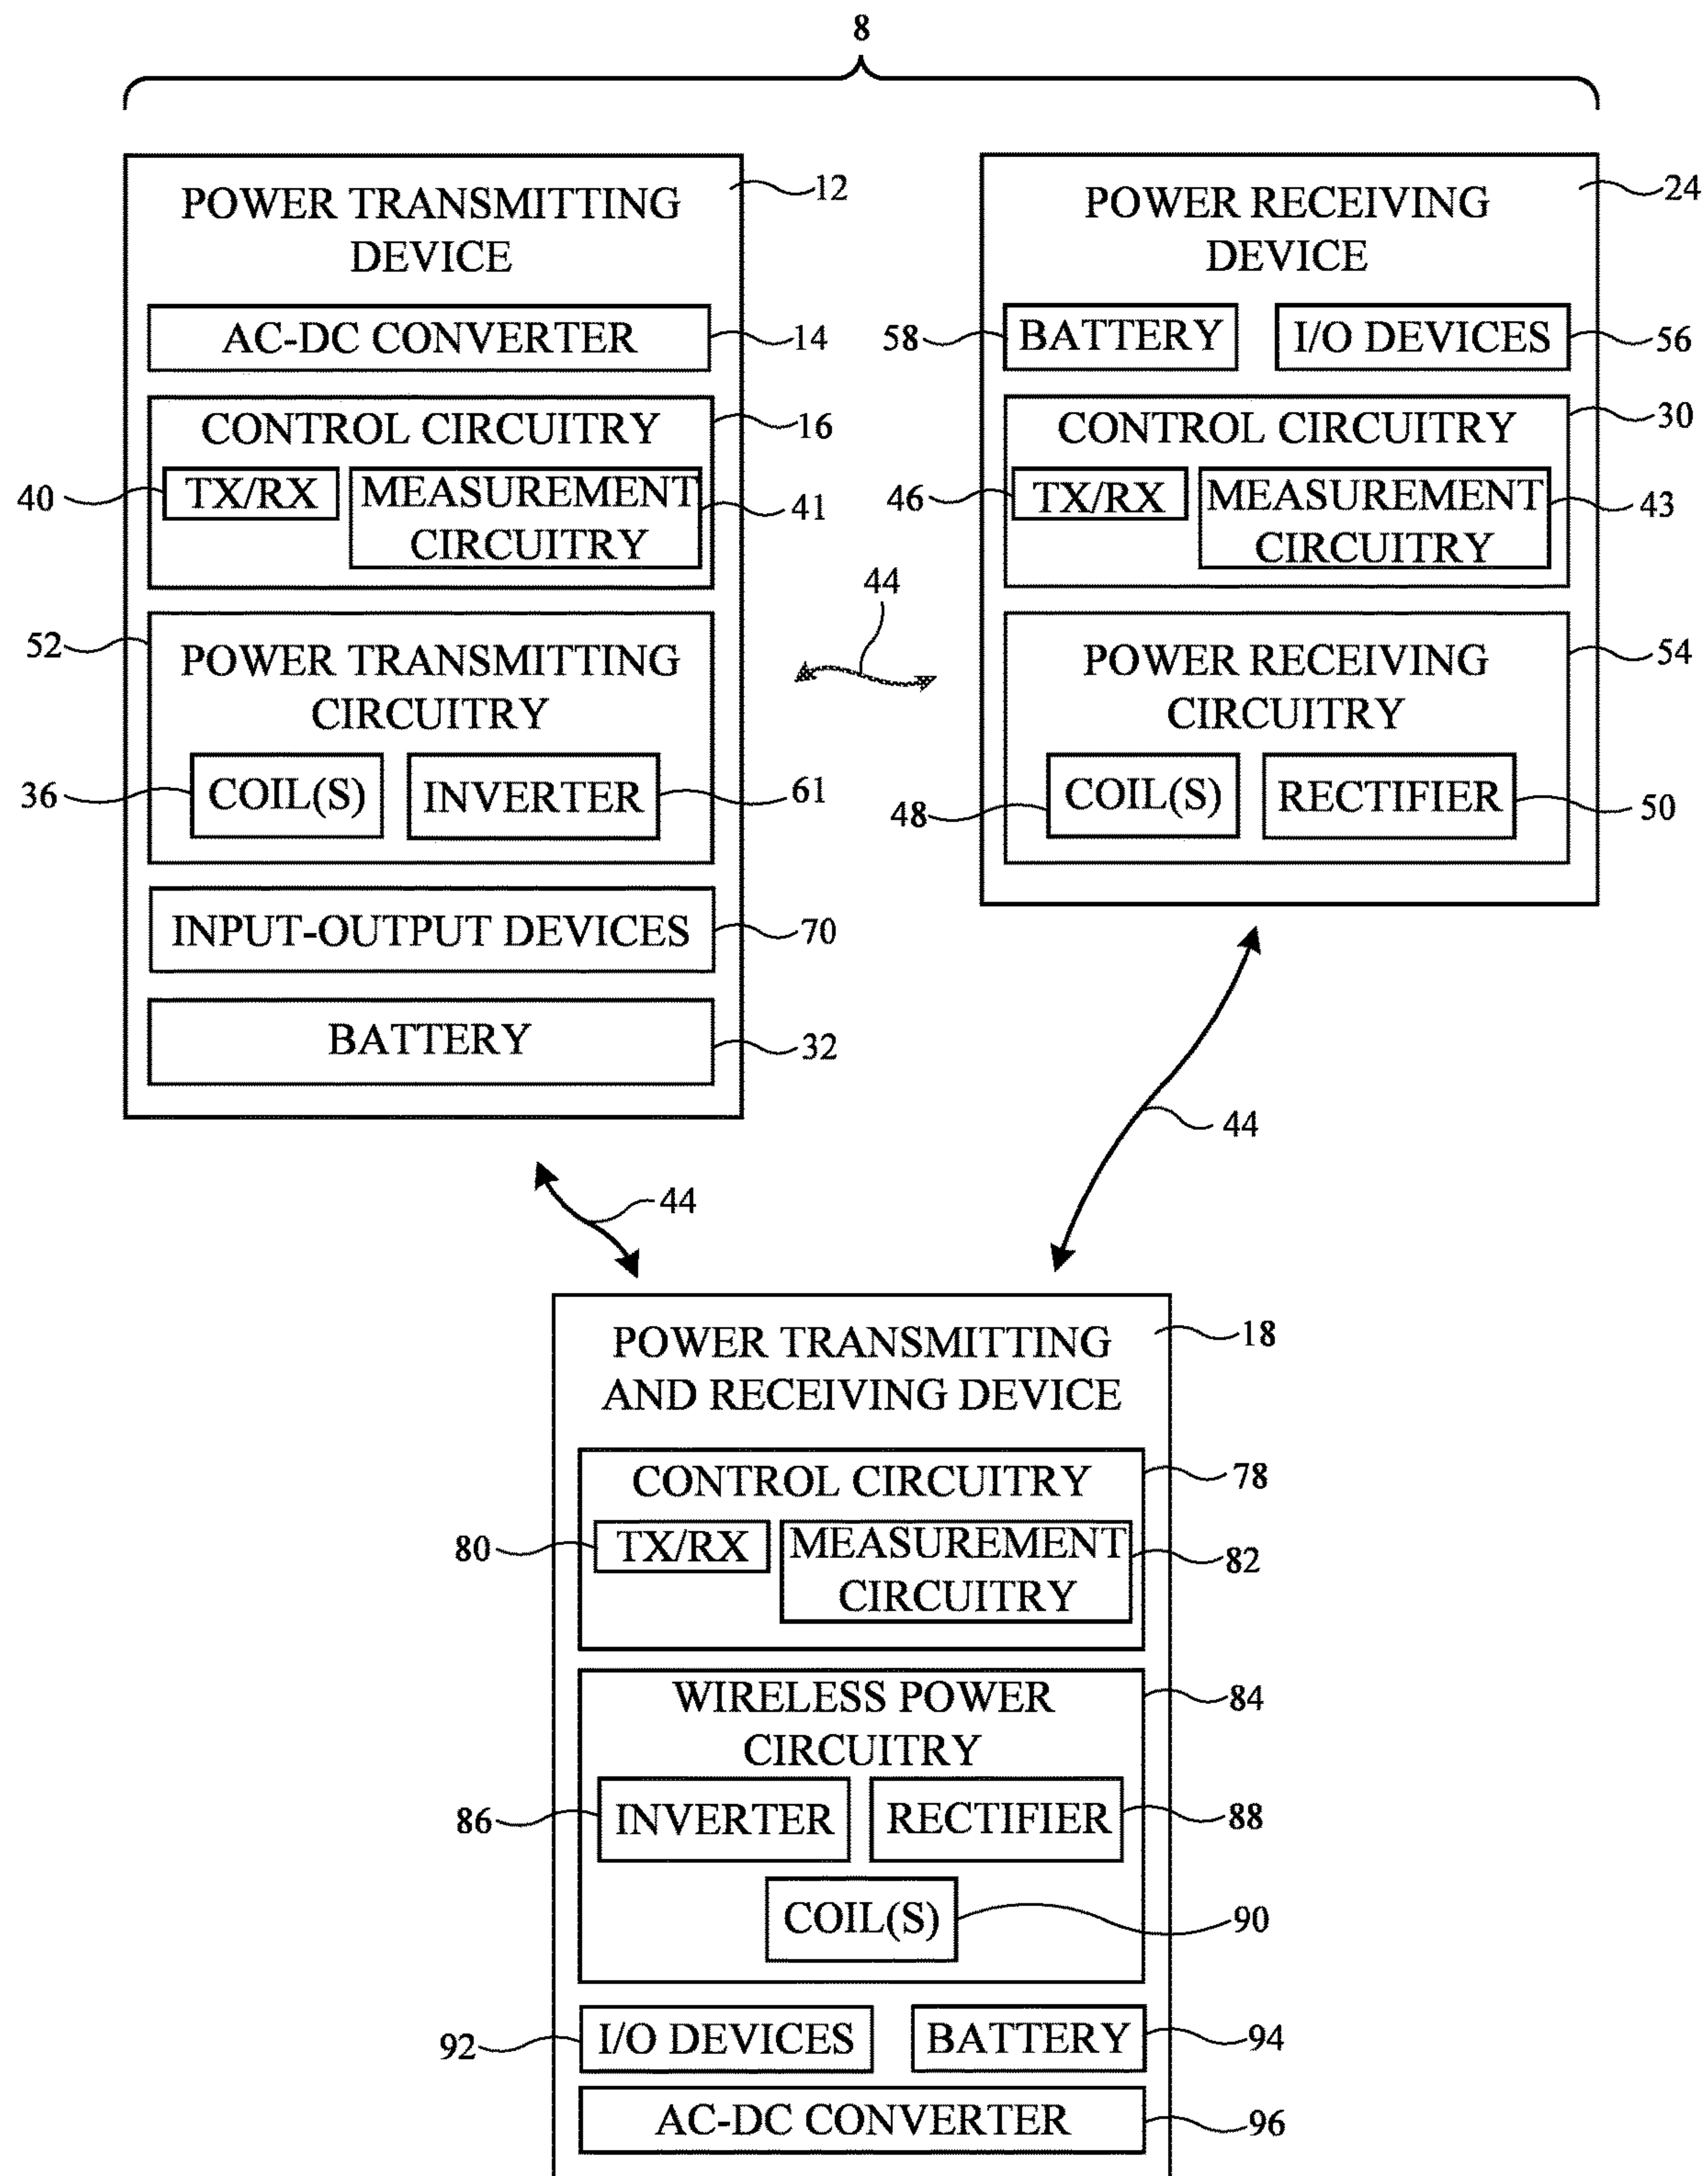 8
POWER TRANSMITTING
DEVICE
12
AC-DC CONVERTER
14
CONTROL CIRCUITRY
16
40
TX/RX
MEASUREMENT
CIRCUITRY
41
52
POWER TRANSMITTING
CIRCUITRY
36
COIL(S)
INVERTER
61
INPUT-OUTPUT DEVICES
70
BATTERY
32
44
POWER RECEIVING
DEVICE
24
58
BATTERY
I/O DEVICES
56
CONTROL CIRCUITRY
30
46
TX/RX
MEASUREMENT
CIRCUITRY
43
POWER RECEIVING
CIRCUITRY
54
48
COIL(S)
RECTIFIER
50
44
44
POWER TRANSMITTING
AND RECEIVING DEVICE
18
CONTROL CIRCUITRY
78
80
TX/RX
MEASUREMENT
CIRCUITRY
82
WIRELESS POWER
CIRCUITRY
84
86
INVERTER
RECTIFIER
88
COIL(S)
90
92
I/O DEVICES
BATTERY
94
AC-DC CONVERTER
96